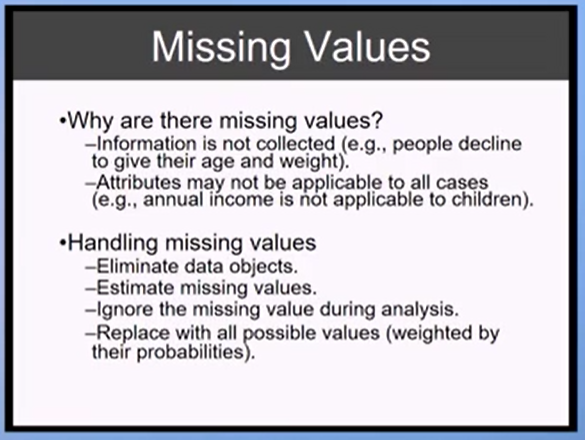 Missing Values
•Why are there missing values?
–Information is not collected (e.g., people decline
to give their age and weight).
–Attributes may not be applicable to all cases
(e.g., annual income is not applicable to children).
•Handling missing values
–Eliminate data objects.
–Estimate missing values.
–Ignore the missing value during analysis.
–Replace with all possible values (weighted by
their probabilities).